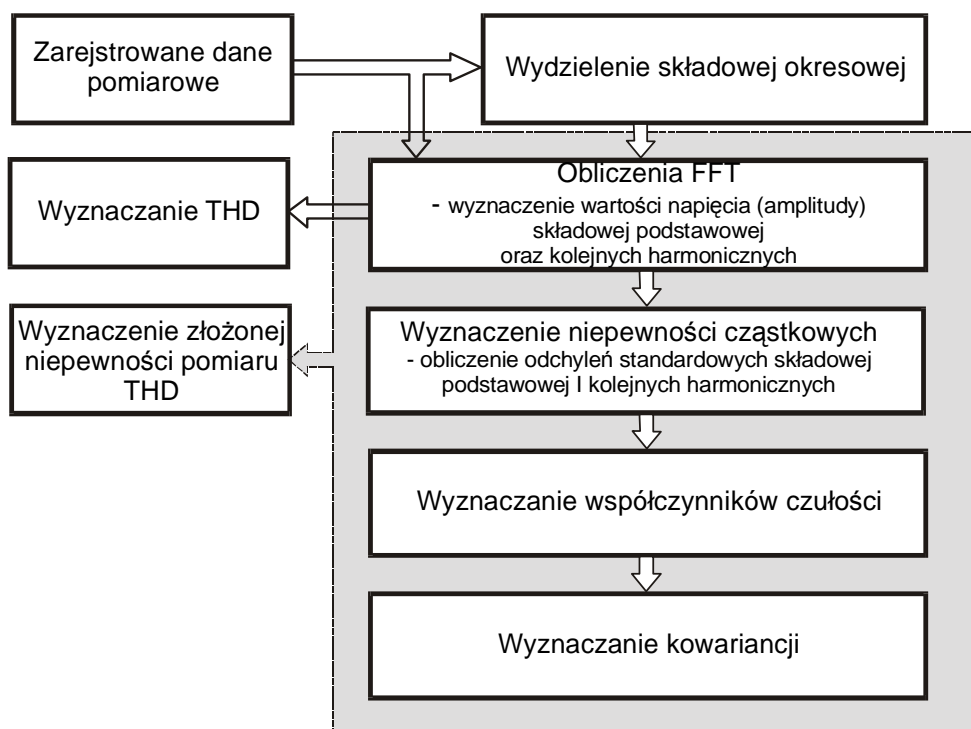 Zarejstrowane dane
pomiarowe
Wydzielenie składowej okresowej
Wyznaczanie THD
Obliczenia FFT
- wyznaczenie wartości napięcia (amplitudy)
składowej podstawowej
oraz kolejnych harmonicznych
Wyznaczenie złożonej
niepewności pomiaru
THD
Wyznaczenie niepewności cząstkowych
- obliczenie odchyleń standardowych składowej
podstawowej I kolejnych harmonicznych
Wyznaczanie współczynników czułości
Wyznaczanie kowariancji